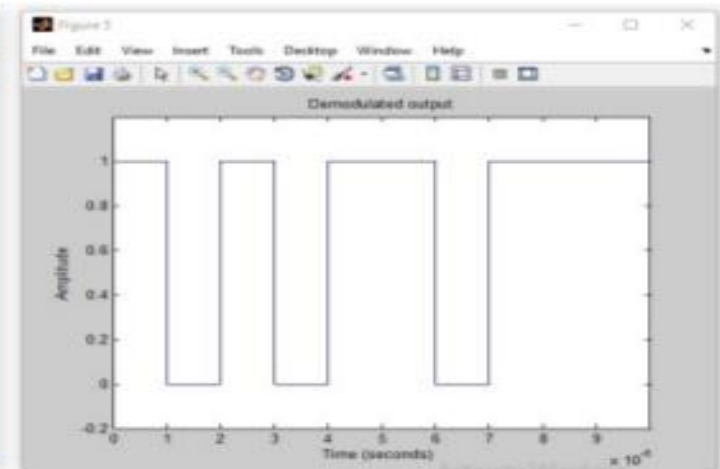 Figure 3
File Edit View Insert Tools Desktop Window Help
Demodulated output
1
0.8
0.6
0.4
0.2
0
-0.2
Amplitude
0 1 2 3 4 5 6 7 8 9
Time (seconds)